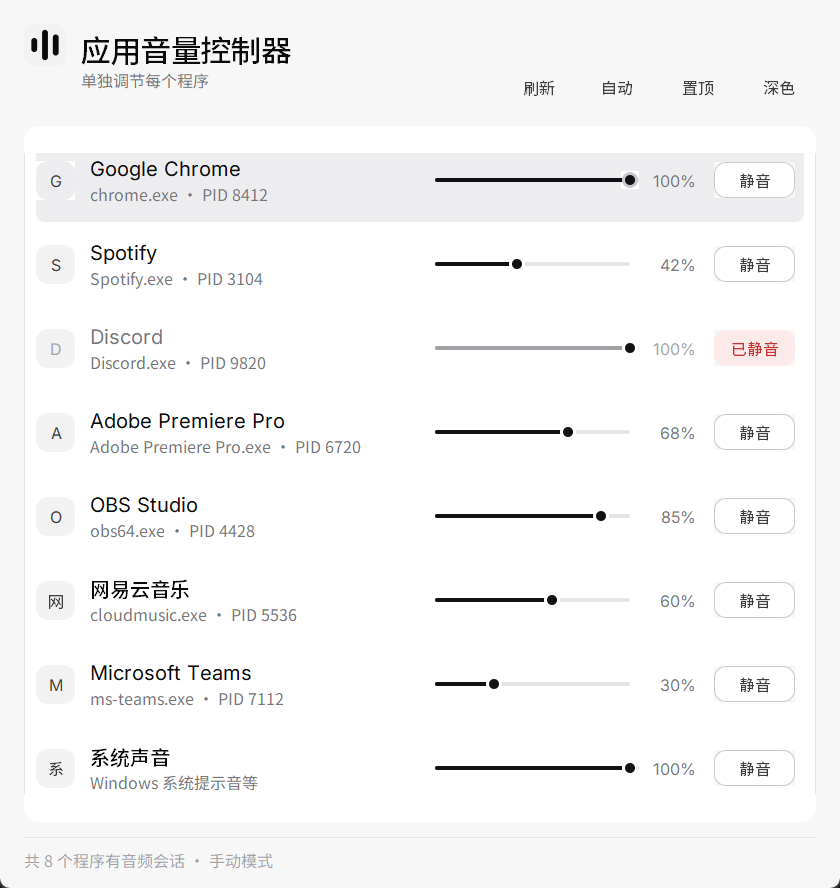 应用音量控制器
单独调节每个程序
刷新 自动 置顶 深色
G Google Chrome 100% 静音
chrome.exe • PID 8412
S Spotify 42% 静音
Spotify.exe • PID 3104
D Discord 100% 已静音
Discord.exe • PID 9820
A Adobe Premiere Pro 68% 静音
Adobe Premiere Pro.exe • PID 6720
O OBS Studio 85% 静音
obs64.exe • PID 4428
网 网易云音乐 60% 静音
cloudmusic.exe • PID 5536
M Microsoft Teams 30% 静音
ms-teams.exe • PID 7112
系 系统声音 100% 静音
Windows 系统提示音等
共 8 个程序有音频会话 • 手动模式